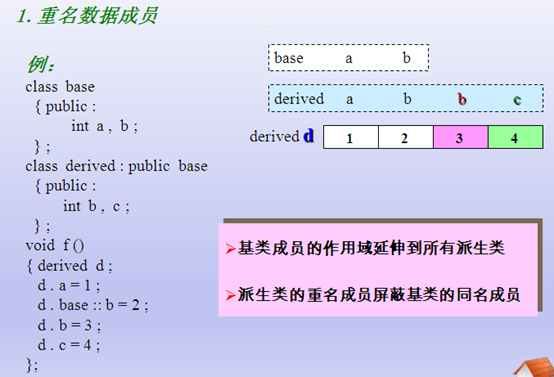 1. 重名数据成员
例：
class base
{ public :
int a , b ;
} ;
class derived : public base
{ public :
int b , c ;
} ;
void f ()
{ derived d ;
d . a = 1 ;
d . base :: b = 2 ;
d . b = 3 ;
d . c = 4 ;
};
base a b
derived a b b c
derived d 1 2 3 4
➢基类成员的作用域延伸到所有派生类
➢派生类的重名成员屏蔽基类的同名成员